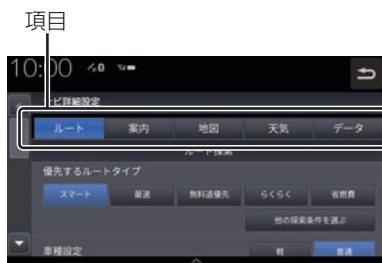 項目
10:00
ナビ詳細設定
ルート 案内 地図 天気 データ
ルート探索
優先するルートタイプ
スマート 最速 無料道優先 らくらく 省燃費
他の探索条件を選ぶ
車種設定 軽 普通